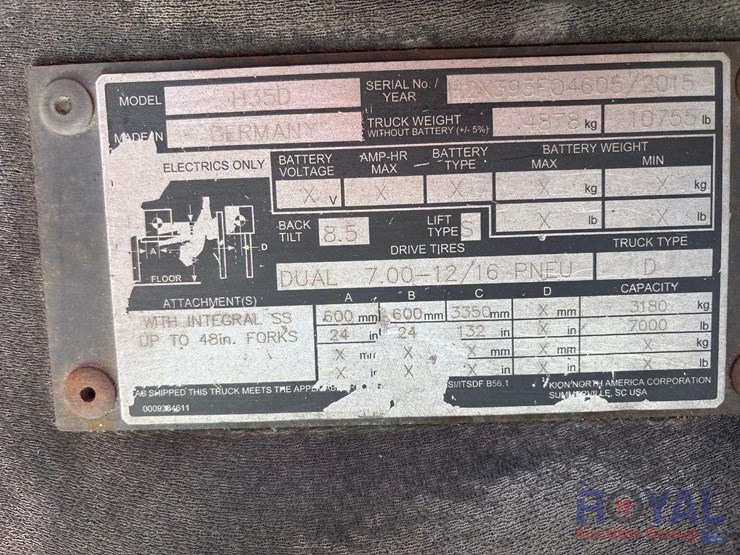 MODEL H35D SERIAL No./ YEAR 2X393E04605/2015
MADE IN GERMANY TRUCK WEIGHT WITHOUT BATTERY (+/- 5%) 4878 kg 10755 lb
ELECTRICS ONLY BATTERY VOLTAGE AMP-HR MAX BATTERY TYPE BATTERY WEIGHT MAX MIN
X V X X X kg X kg
X lb X lb
BACK TILT 8.5 LIFT TYPE S
A D
FLOOR
DRIVE TIRES TRUCK TYPE
DUAL 7.00-12/16 PNEU D
ATTACHMENT(S) A B C D CAPACITY
WITH INTEGRAL SS 600 mm 600 mm 3350 mm X mm 3180 kg
UP TO 48in. FORKS 24 in 24 in 132 in X in 7000 lb
X mm X X mm X mm X kg
X in X X in X in X lb
AS SHIPPED THIS TRUCK MEETS THE B56.1 KION NORTH AMERICA CORPORATION
SUMMERVILLE, SC USA
ROYAL